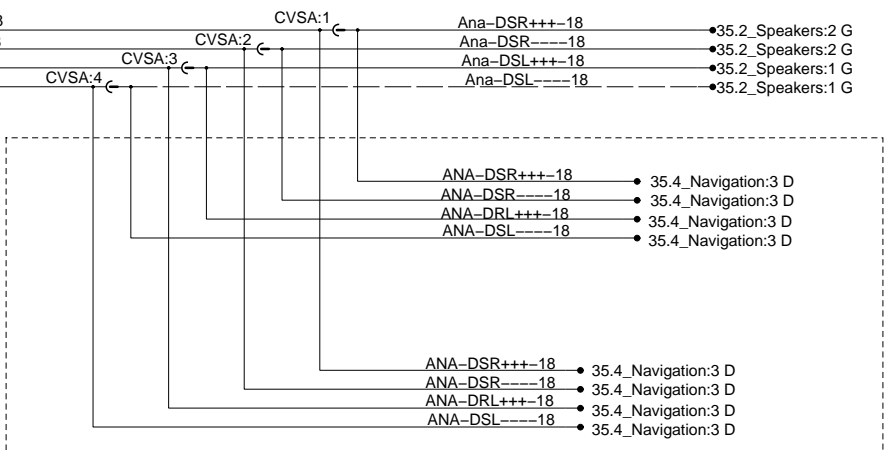 CVSA:1 Ana–DSR+++–18 35.2_Speakers:2 G
CVSA:2 Ana–DSR––––18 35.2_Speakers:2 G
CVSA:3 Ana–DSL+++–18 35.2_Speakers:1 G
CVSA:4 Ana–DSL––––18 35.2_Speakers:1 G
ANA–DSR+++–18 35.4_Navigation:3 D
ANA–DSR––––18 35.4_Navigation:3 D
ANA–DRL+++–18 35.4_Navigation:3 D
ANA–DSL––––18 35.4_Navigation:3 D
ANA–DSR+++–18 35.4_Navigation:3 D
ANA–DSR––––18 35.4_Navigation:3 D
ANA–DRL+++–18 35.4_Navigation:3 D
ANA–DSL––––18 35.4_Navigation:3 D